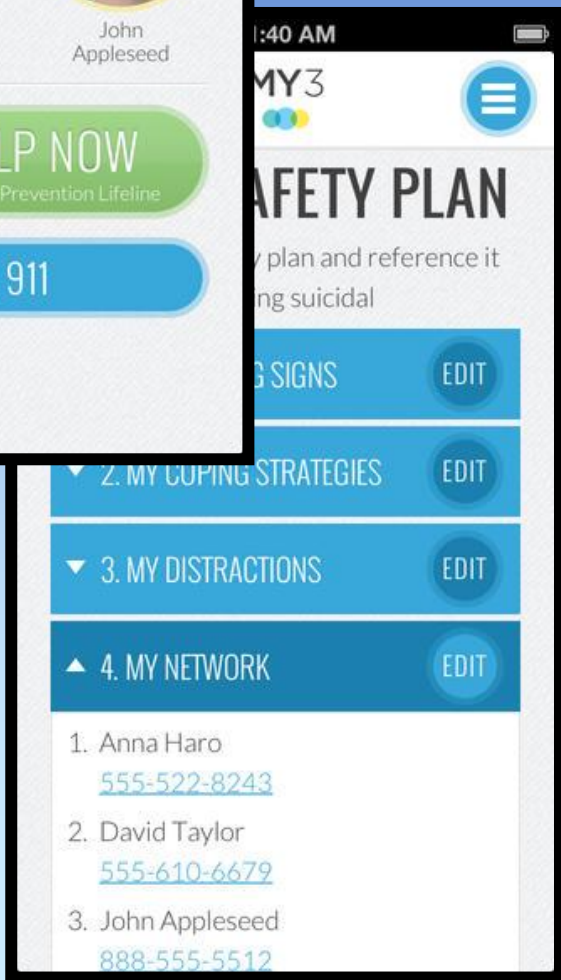 John
Appleseed
LP NOW
Prevention Lifeline
911
:40 AM
MY3
AFETY PLAN
y plan and reference it
ing suicidal
G SIGNS
EDIT
2. MY COPING STRATEGIES
EDIT
3. MY DISTRACTIONS
EDIT
4. MY NETWORK
EDIT
1. Anna Haro
555-522-8243
2. David Taylor
555-610-6679
3. John Appleseed
888-555-5512